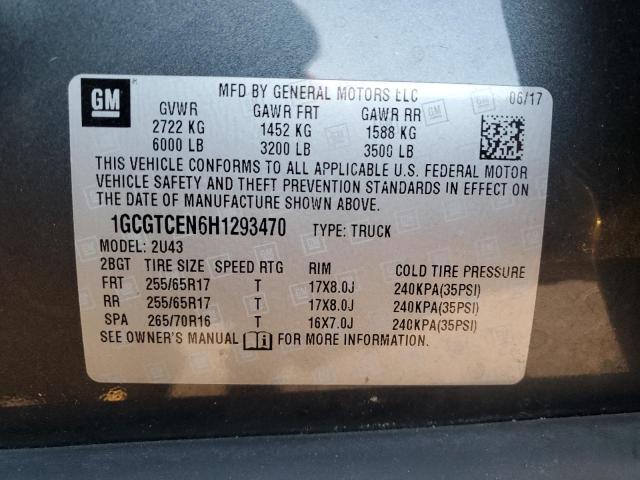 GM
MFD BY GENERAL MOTORS LLC 06/17
GVWR GAWR FRT GAWR RR
2722 KG 1452 KG 1588 KG
6000 LB 3200 LB 3500 LB
THIS VEHICLE CONFORMS TO ALL APPLICABLE U.S. FEDERAL MOTOR
VEHICLE SAFETY AND THEFT PREVENTION STANDARDS IN EFFECT ON
THE DATE OF MANUFACTURE SHOWN ABOVE.
1GCGTCEN6H1293470 TYPE: TRUCK
MODEL: 2U43
2BGT TIRE SIZE SPEED RTG RIM COLD TIRE PRESSURE
FRT 255/65R17 T 17X8.0J 240KPA(35PSI)
RR 255/65R17 T 17X8.0J 240KPA(35PSI)
SPA 265/70R16 T 16X7.0J 240KPA(35PSI)
SEE OWNER'S MANUAL FOR MORE INFORMATION